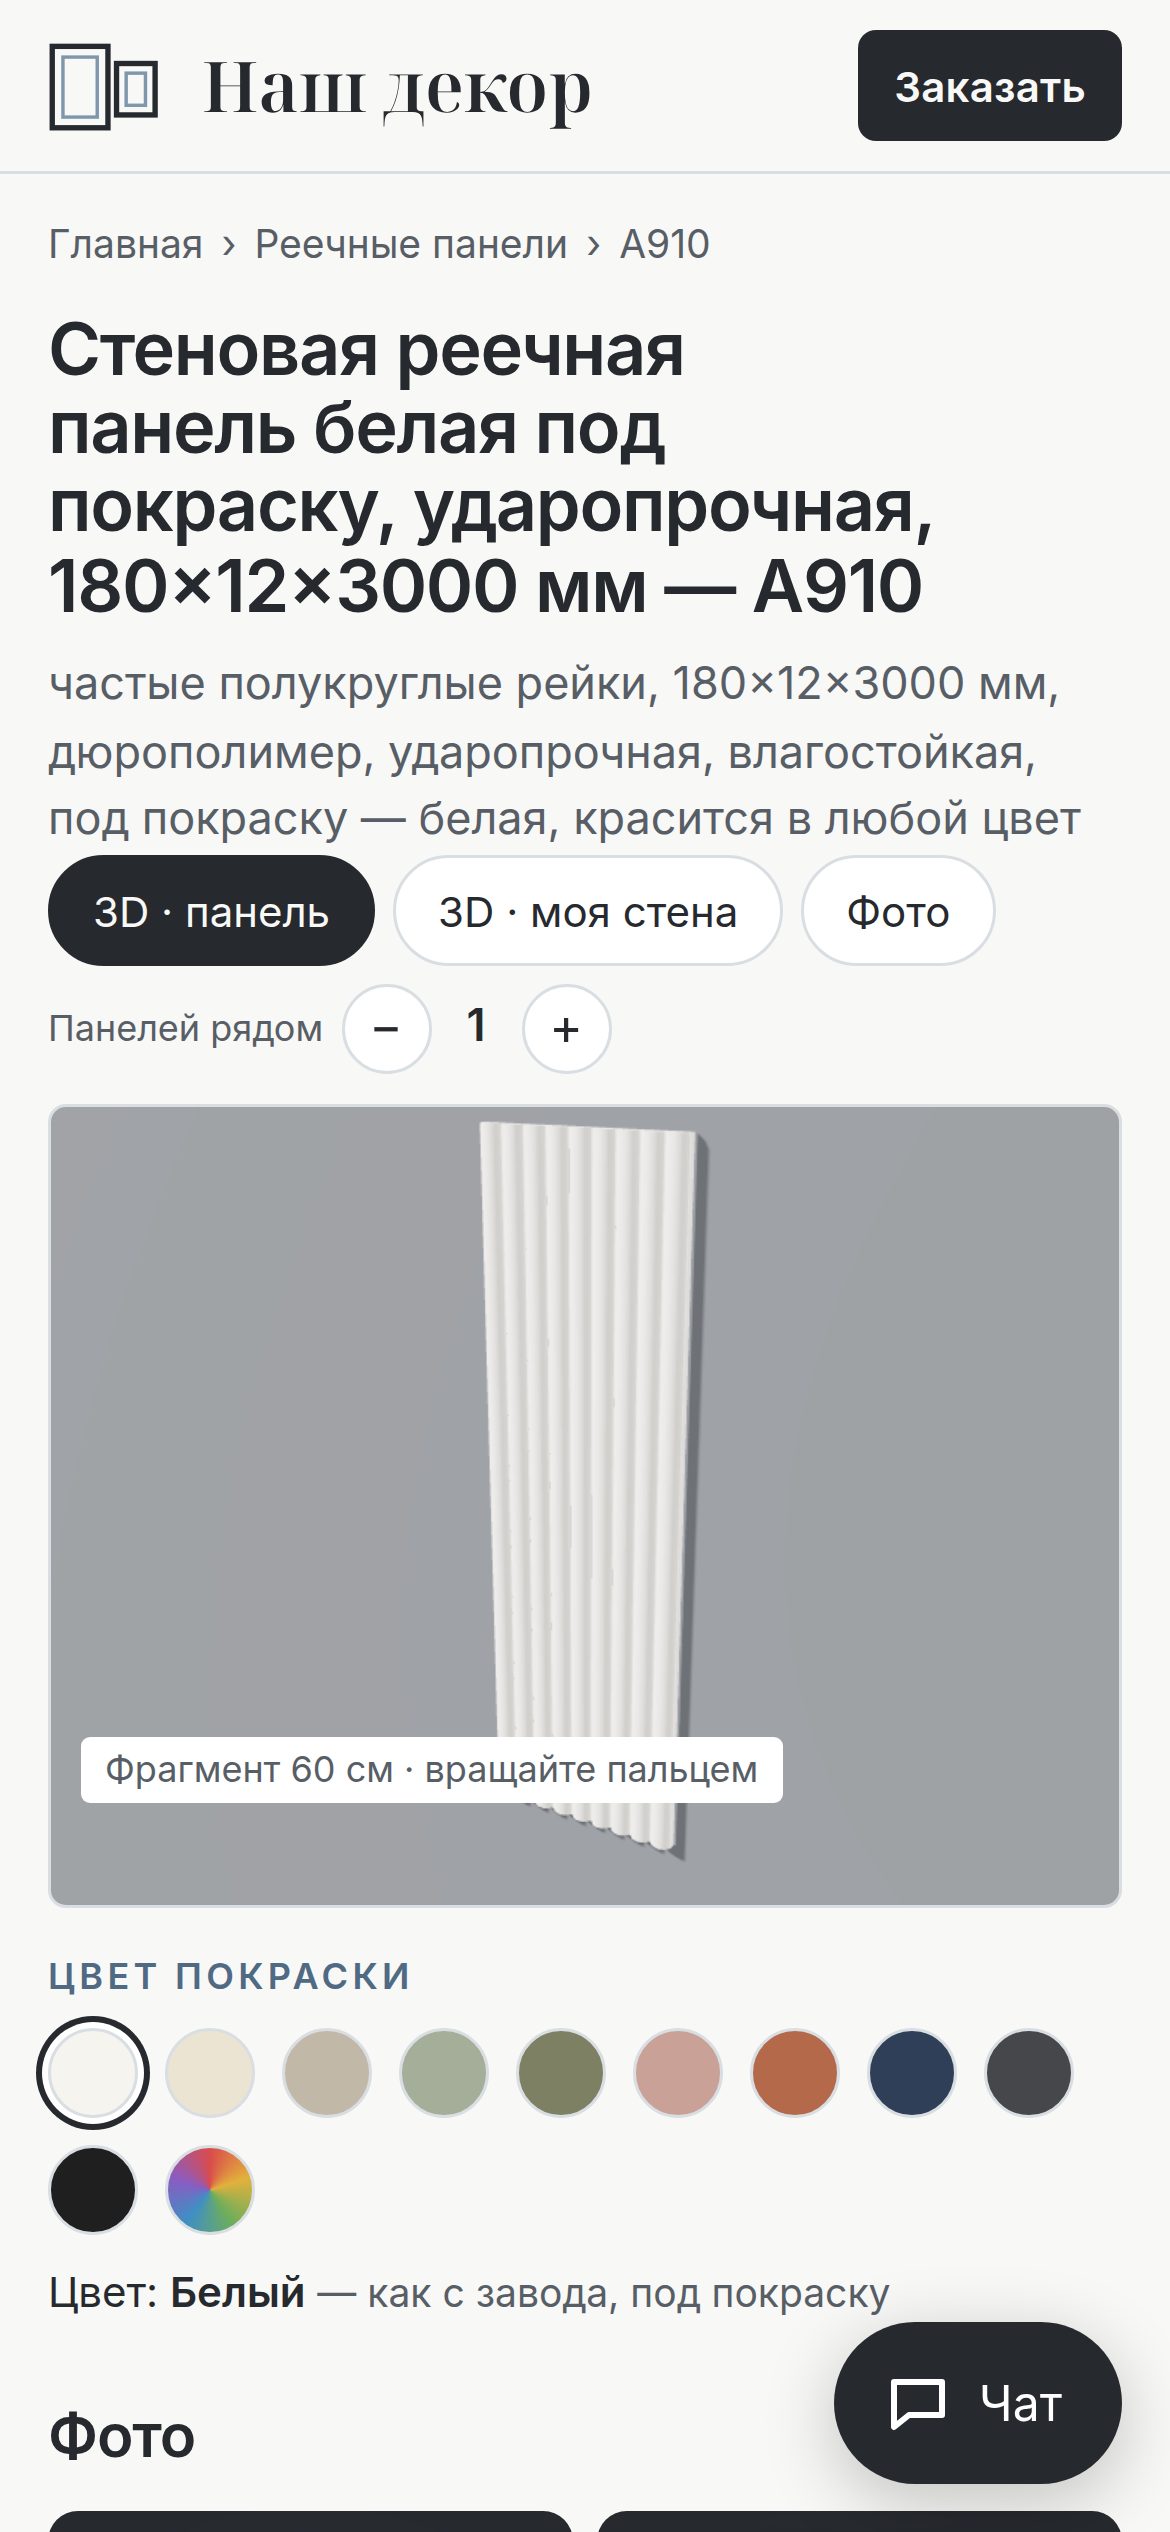 Наш декор
Заказать
Главная › Реечные панели › A910
Стеновая реечная
панель белая под
покраску, ударопрочная,
180×12×3000 мм — A910
частые полукруглые рейки, 180×12×3000 мм,
дюрополимер, ударопрочная, влагостойкая,
под покраску — белая, красится в любой цвет
3D · панель
3D · моя стена
Фото
Панелей рядом − 1 +
Фрагмент 60 см · вращайте пальцем
ЦВЕТ ПОКРАСКИ
Цвет: Белый — как с завода, под покраску
Чат
Фото